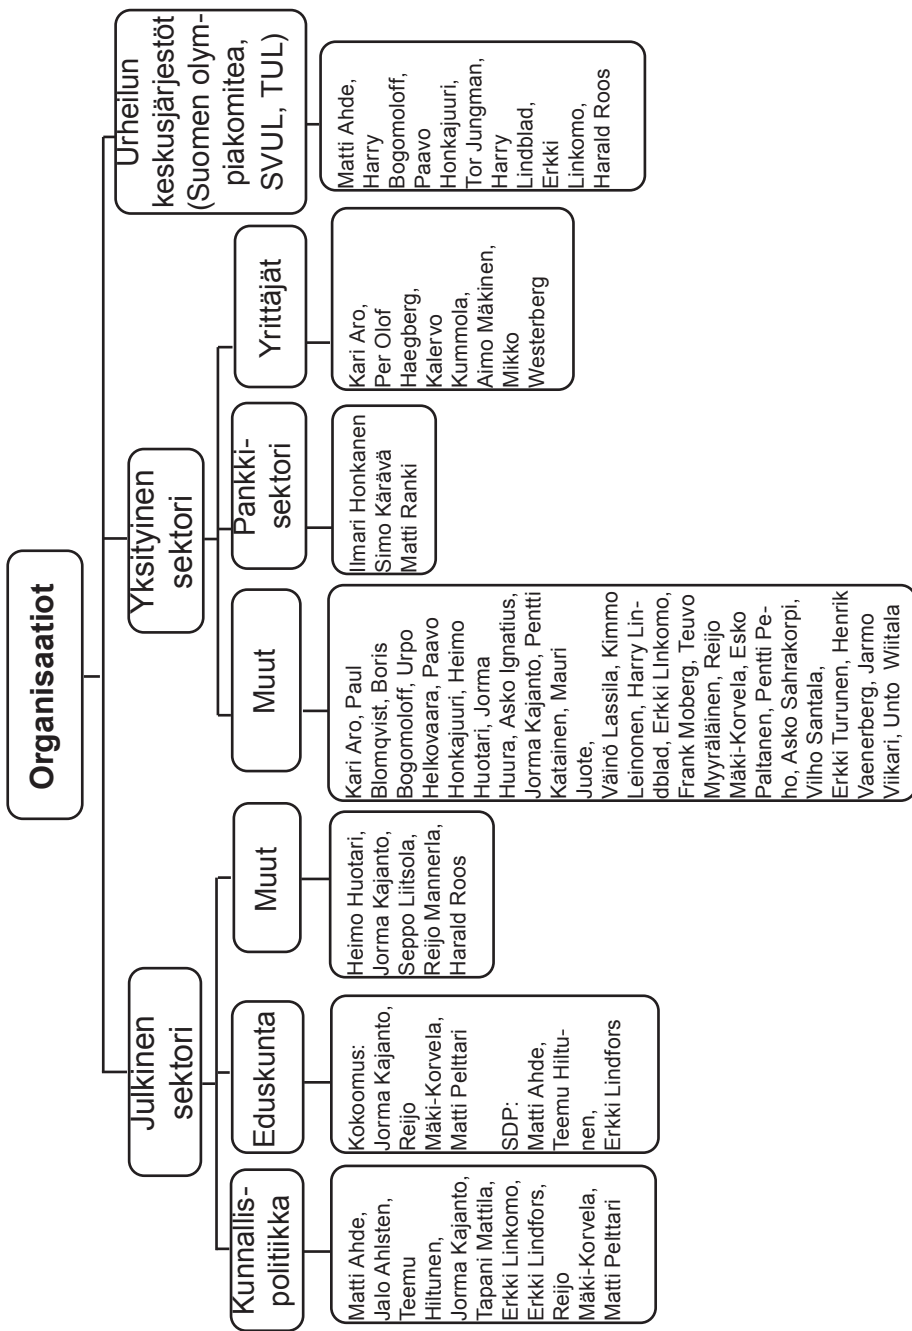 Organisaatiot
Julkinen
sektori
Kunnallis-
politiikka
Matti Ahde,
Jalo Ahlsten,
Teemu
Hiltunen,
Jorma Kajanto,
Tapani Mattila,
Erkki Linkomo,
Erkki Lindfors,
Reijo
Mäki-Korvela,
Matti Pelttari
Eduskunta
Kokoomus:
Jorma Kajanto,
Reijo
Mäki-Korvela,
Matti Pelttari
SDP:
Matti Ahde,
Teemu Hiltu-
nen,
Erkki Lindfors
Muut
Heimo Huotari,
Jorma Kajanto,
Seppo Liitsola,
Reijo Mannerla,
Harald Roos
Yksityinen
sektori
Muut
Kari Aro, Paul
Blomqvist, Boris
Bogomoloff, Urpo
Helkovaara, Paavo
Honkajuuri, Heimo
Huotari, Jorma
Huura, Asko Ignatius,
Jorma Kajanto, Pentti
Katainen, Mauri
Juote,
Väinö Lassila, Kimmo
Leinonen, Harry Lin-
dblad, Erkki LInkomo,
Frank Moberg, Teuvo
Myyräläinen, Reijo
Mäki-Korvela, Esko
Paltanen, Pentti Pe-
ho, Asko Sahrakorpi,
Vilho Santala,
Erkki Turunen, Henrik
Vaenerberg, Jarmo
Viikari, Unto Wiitala
Pankki-
sektori
Ilmari Honkanen
Simo Kärävä
Matti Ranki
Yrittäjät
Kari Aro,
Per Olof
Haegberg,
Kalervo
Kummola,
Aimo Mäkinen,
Mikko
Westerberg
Urheilun
keskusjärjestöt
(Suomen olym-
piakomitea,
SVUL, TUL)
Matti Ahde,
Harry
Bogomoloff,
Paavo
Honkajuuri,
Tor Jungman,
Harry
Lindblad,
Erkki
Linkomo,
Harald Roos